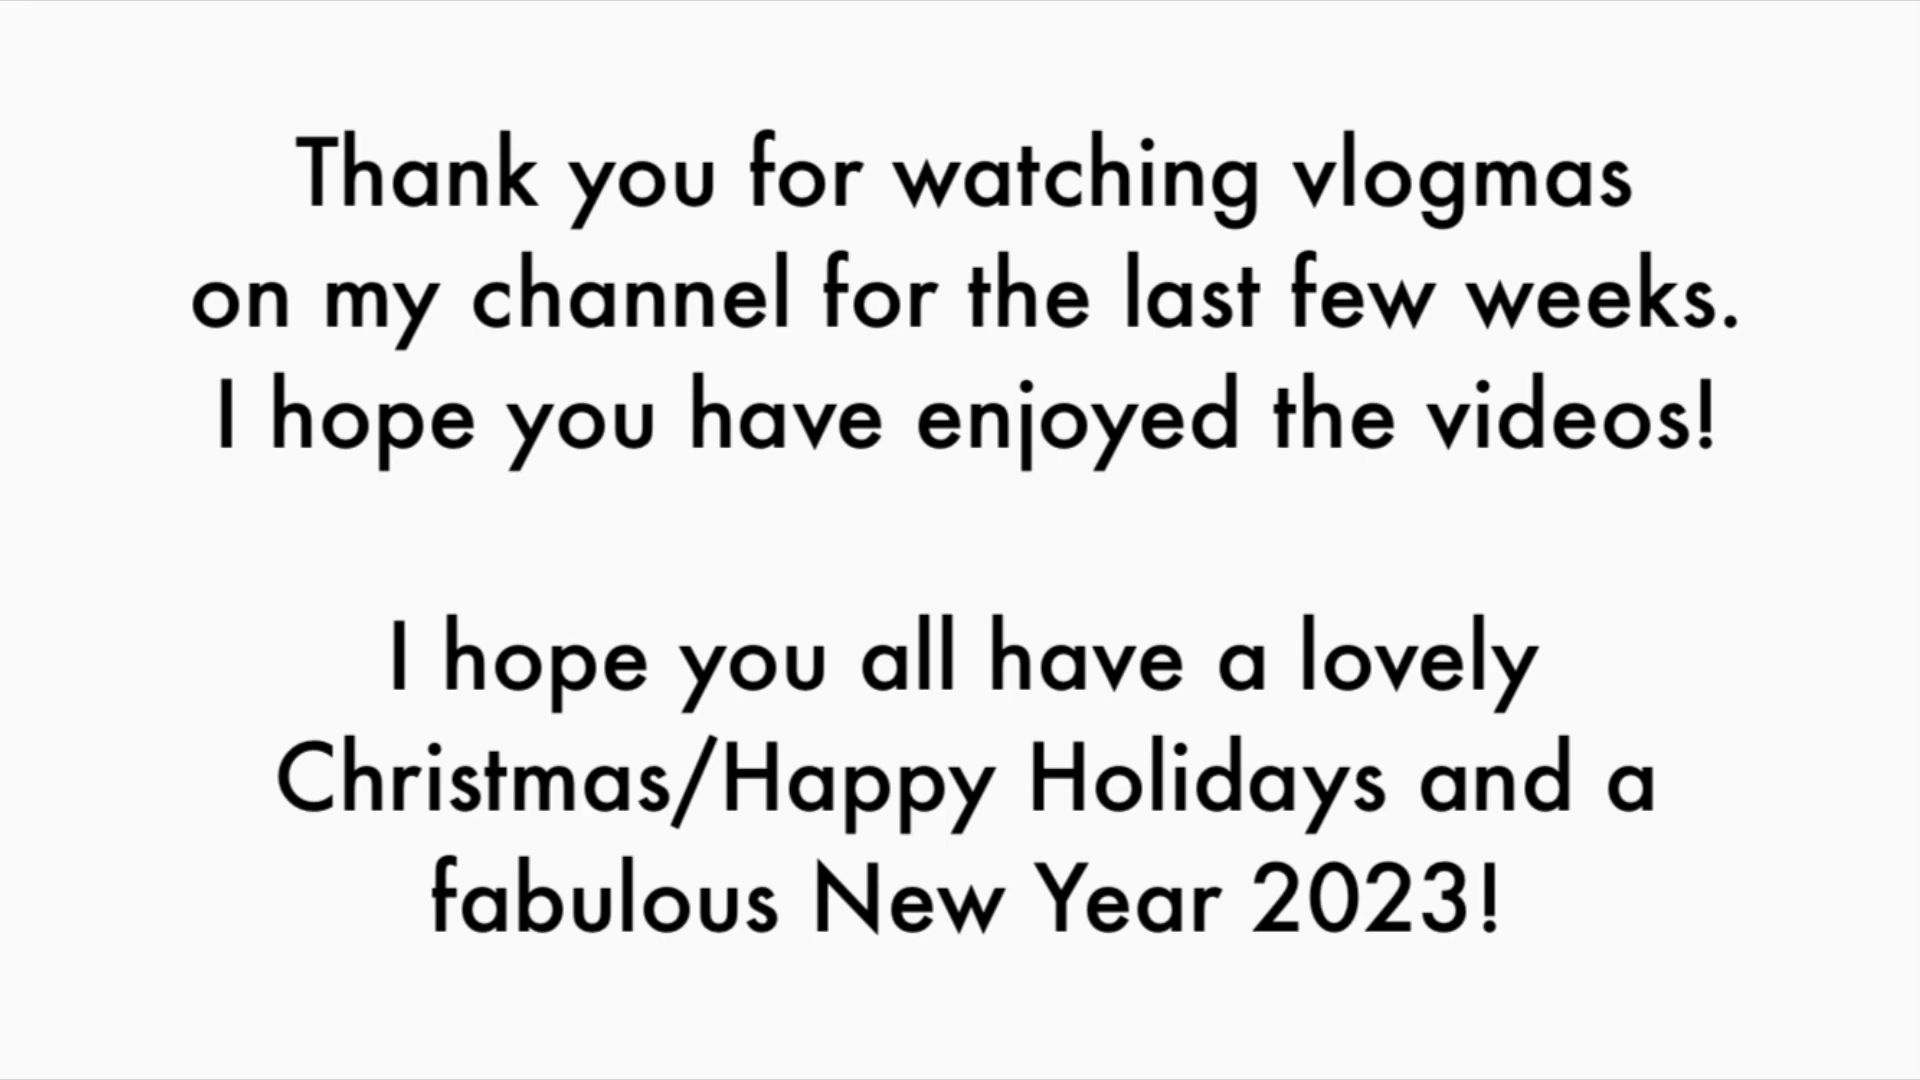 Thank you for watching vlogmas
on my channel for the last few weeks.
I hope you have enjoyed the videos!
I hope you all have a lovely
Christmas/Happy Holidays and a
fabulous New Year 2023!